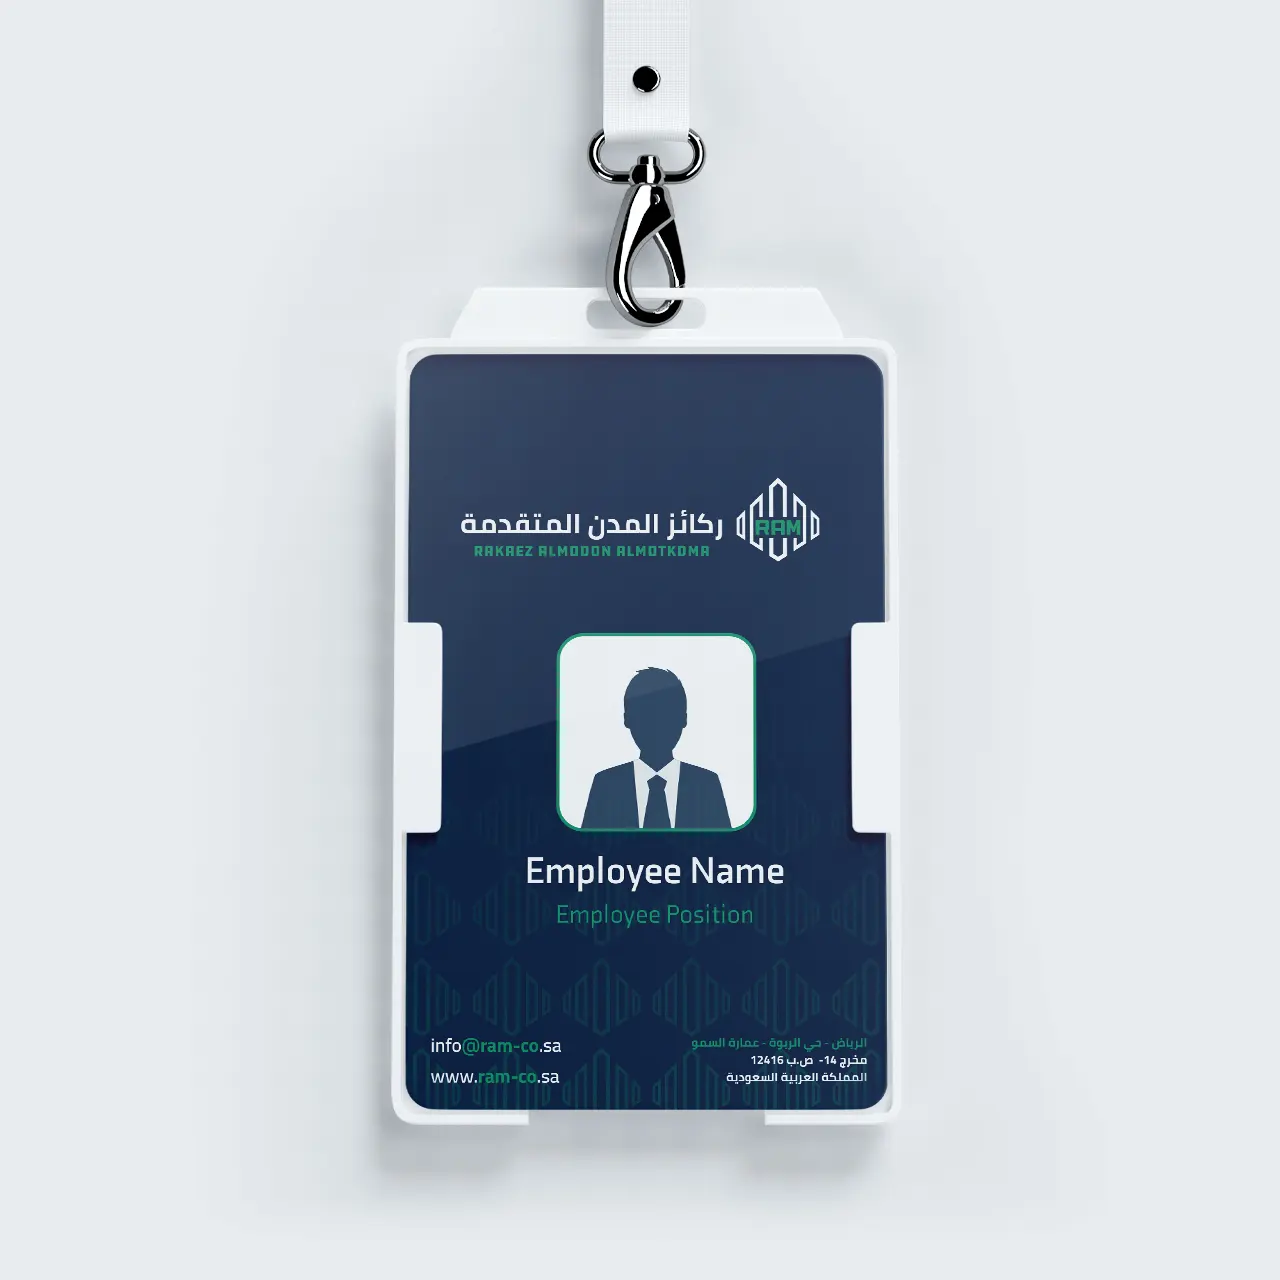 ركائز المدن المتقدمة
RAKAEZ ALMODON ALMOTKDMA
RAM
Employee Name
Employee Position
info@ram-co.sa
www.ram-co.sa
الرياض - حي الربوة - عمارة السمو
مخرج 14- ص.ب 12416
المملكة العربية السعودية